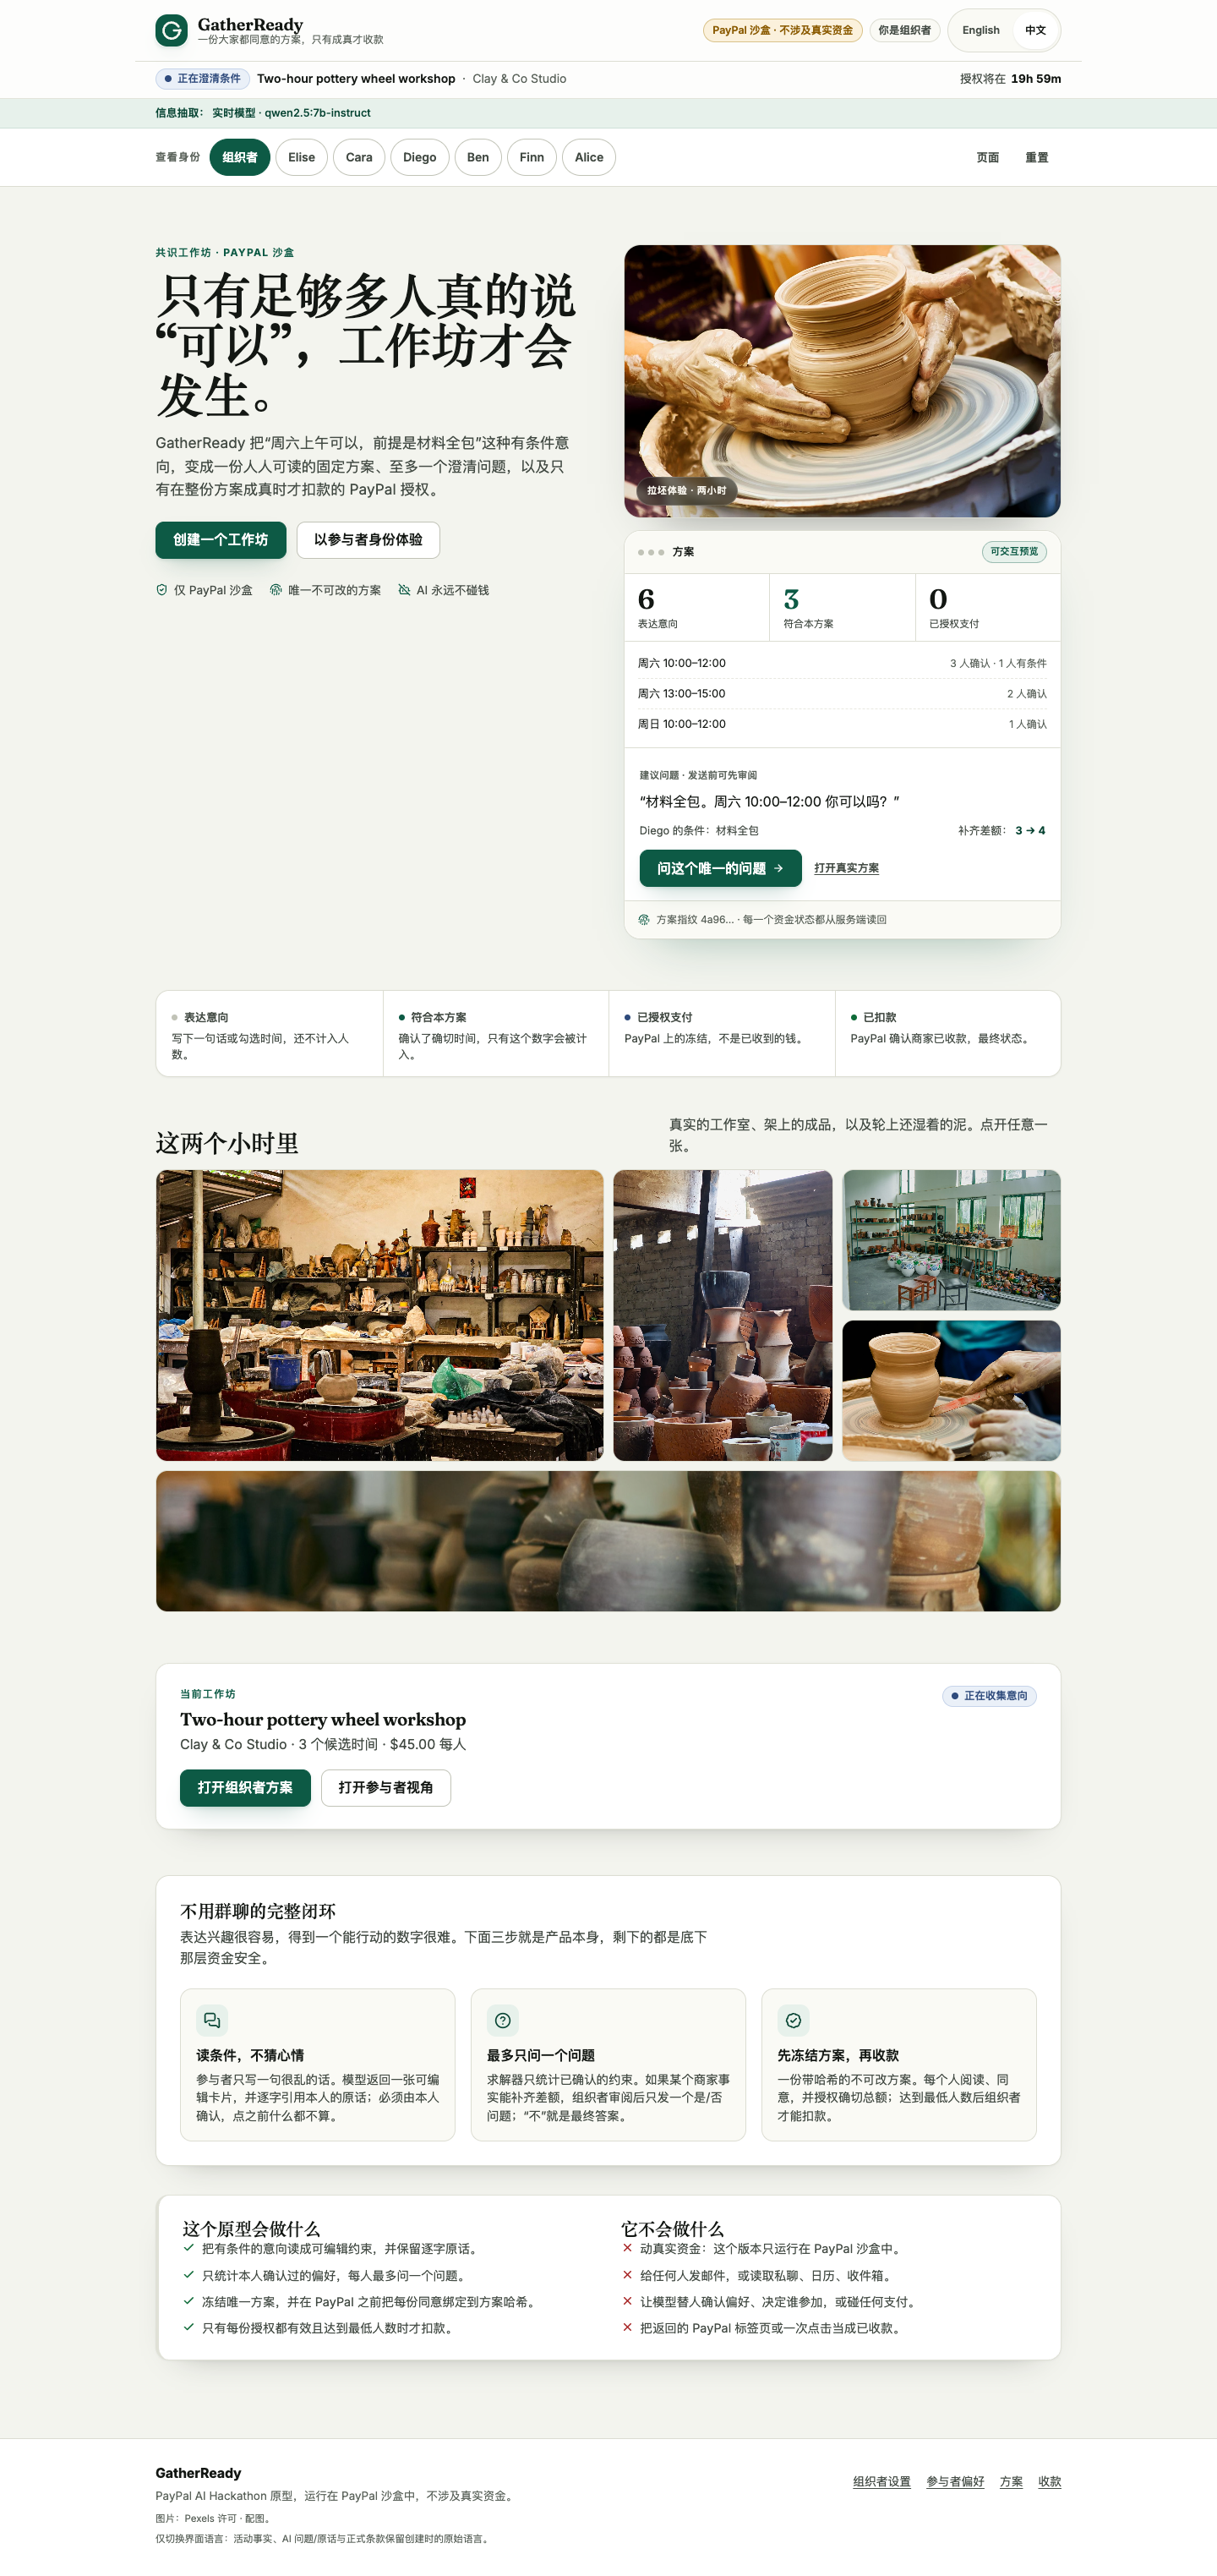 GatherReady
一份大家都同意的方案，只有成真才收款
PayPal 沙盒 · 不涉及真实资金
你是组织者
English
中文
正在澄清条件
Two-hour pottery wheel workshop · Clay & Co Studio
授权将在 19h 59m
信息抽取： 实时模型 · qwen2.5:7b-instruct
查看身份
组织者
Elise
Cara
Diego
Ben
Finn
Alice
页面
重置
共识工作坊 · PAYPAL 沙盒
只有足够多人真的说
“可以”，工作坊才会
发生。
GatherReady 把“周六上午可以，前提是材料全包”这种有条件意
向，变成一份人人可读的固定方案、至多一个澄清问题，以及只
有在整份方案成真时才扣款的 PayPal 授权。
创建一个工作坊
以参与者身份体验
仅 PayPal 沙盒
唯一不可改的方案
AI 永远不碰钱
拉坯体验 · 两小时
方案
可交互预览
6
表达意向
3
符合本方案
0
已授权支付
周六 10:00–12:00
3 人确认 · 1 人有条件
周六 13:00–15:00
2 人确认
周日 10:00–12:00
1 人确认
建议问题 · 发送前可先审阅
“材料全包。周六 10:00–12:00 你可以吗？”
Diego 的条件：材料全包
补齐差额： 3 → 4
问这个唯一的问题 →
打开真实方案
方案指纹 4a96… · 每一个资金状态都从服务端读回
表达意向
写下一句话或勾选时间，还不计入人
数。
符合本方案
确认了确切时间，只有这个数字会被计
入。
已授权支付
PayPal 上的冻结，不是已收到的钱。
已扣款
PayPal 确认商家已收款，最终状态。
这两个小时里
真实的工作室、架上的成品，以及轮上还湿着的泥。点开任意一
张。
当前工作坊
正在收集意向
Two-hour pottery wheel workshop
Clay & Co Studio · 3 个候选时间 · $45.00 每人
打开组织者方案
打开参与者视角
不用群聊的完整闭环
表达兴趣很容易，得到一个能行动的数字很难。下面三步就是产品本身，剩下的都是底下
那层资金安全。
读条件，不猜心情
参与者只写一句很乱的话。模型返回一张可编
辑卡片，并逐字引用本人的原话；必须由本人
确认，点之前什么都不算。
最多只问一个问题
求解器只统计已确认的约束。如果某个商家事
实能补齐差额，组织者审阅后只发一个是/否
问题；“不”就是最终答案。
先冻结方案，再收款
一份带哈希的不可改方案。每个人阅读、同
意，并授权确切总额；达到最低人数后组织者
才能扣款。
这个原型会做什么
把有条件的意向读成可编辑约束，并保留逐字原话。
只统计本人确认过的偏好，每人最多问一个问题。
冻结唯一方案，并在 PayPal 之前把每份同意绑定到方案哈希。
只有每份授权都有效且达到最低人数时才扣款。
它不会做什么
动真实资金：这个版本只运行在 PayPal 沙盒中。
给任何人发邮件，或读取私聊、日历、收件箱。
让模型替人确认偏好、决定谁参加，或碰任何支付。
把返回的 PayPal 标签页或一次点击当成已收款。
GatherReady
PayPal AI Hackathon 原型，运行在 PayPal 沙盒中，不涉及真实资金。
图片：Pexels 许可 · 配图。
仅切换界面语言：活动事实、AI 问题/原话与正式条款保留创建时的原始语言。
组织者设置
参与者偏好
方案
收款